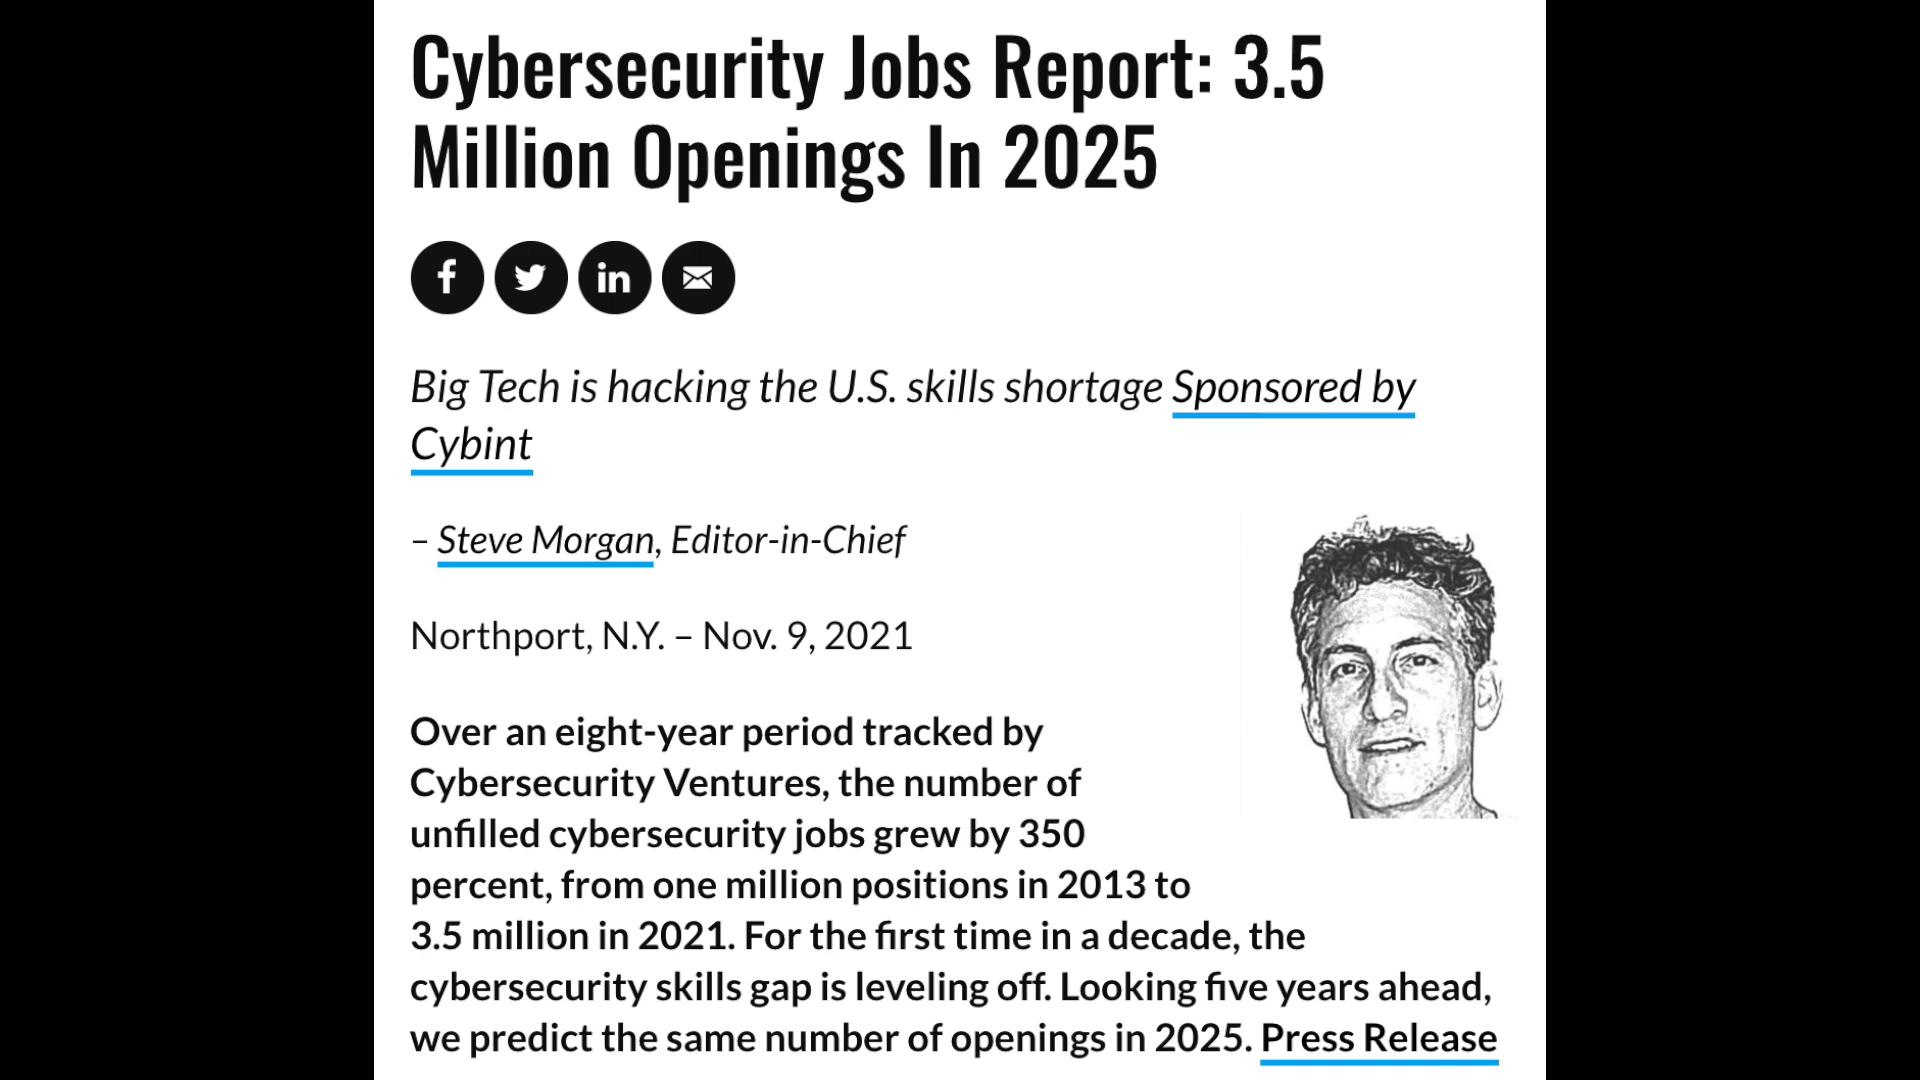 Cybersecurity Jobs Report: 3.5
Million Openings In 2025
Big Tech is hacking the U.S. skills shortage Sponsored by
Cybint
– Steve Morgan, Editor-in-Chief
Northport, N.Y. – Nov. 9, 2021
Over an eight-year period tracked by
Cybersecurity Ventures, the number of
unfilled cybersecurity jobs grew by 350
percent, from one million positions in 2013 to
3.5 million in 2021. For the first time in a decade, the
cybersecurity skills gap is leveling off. Looking five years ahead,
we predict the same number of openings in 2025. Press Release